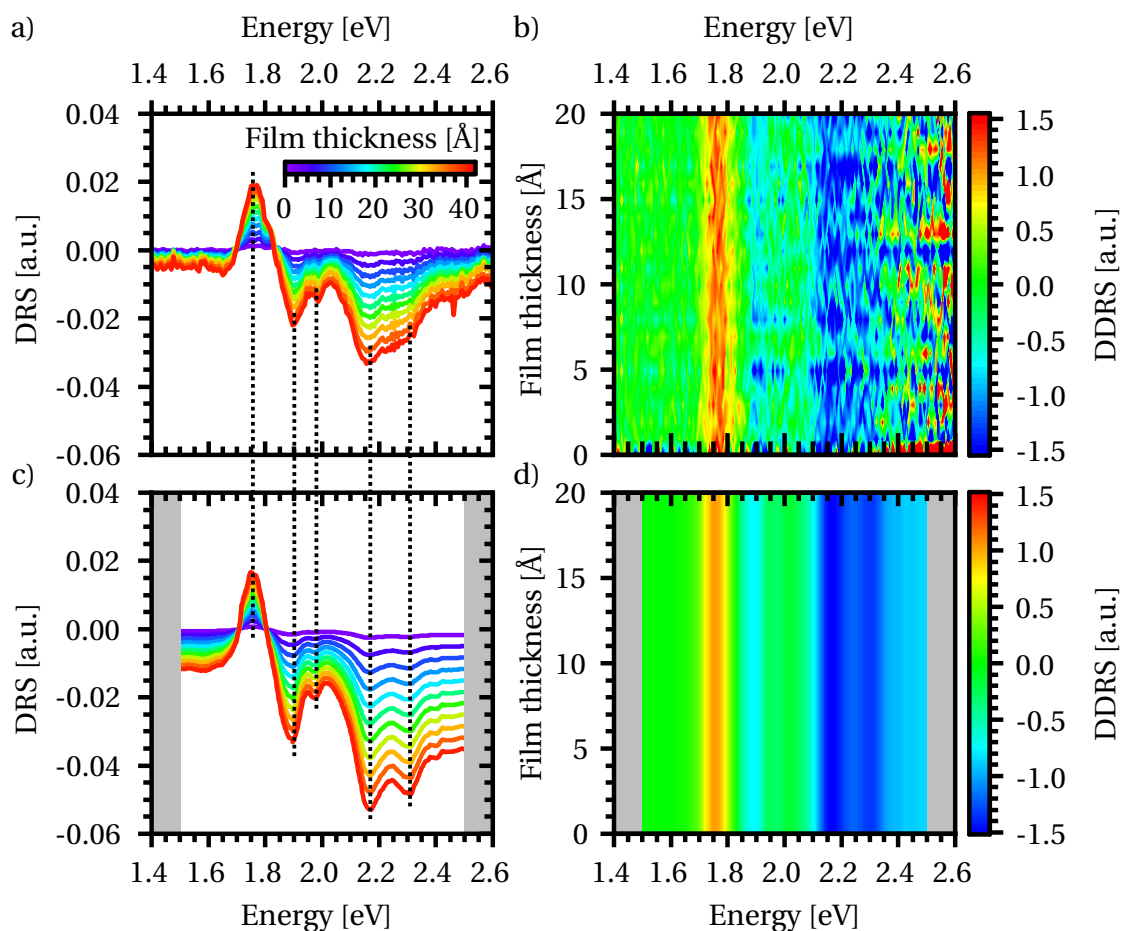 a)
Energy [eV]
1.4 1.6 1.8 2.0 2.2 2.4 2.6
0.04
0.02
0.00
-0.02
-0.04
-0.06
DRS [a.u.]
Film thickness [Å]
0 10 20 30 40
b)
Energy [eV]
1.4 1.6 1.8 2.0 2.2 2.4 2.6
20
15
10
5
0
Film thickness [Å]
1.5
1.0
0.5
0.0
-0.5
-1.0
-1.5
DDRS [a.u.]
c)
0.04
0.02
0.00
-0.02
-0.04
-0.06
DRS [a.u.]
1.4 1.6 1.8 2.0 2.2 2.4 2.6
Energy [eV]
d)
20
15
10
5
0
Film thickness [Å]
1.4 1.6 1.8 2.0 2.2 2.4 2.6
Energy [eV]
1.5
1.0
0.5
0.0
-0.5
-1.0
-1.5
DDRS [a.u.]